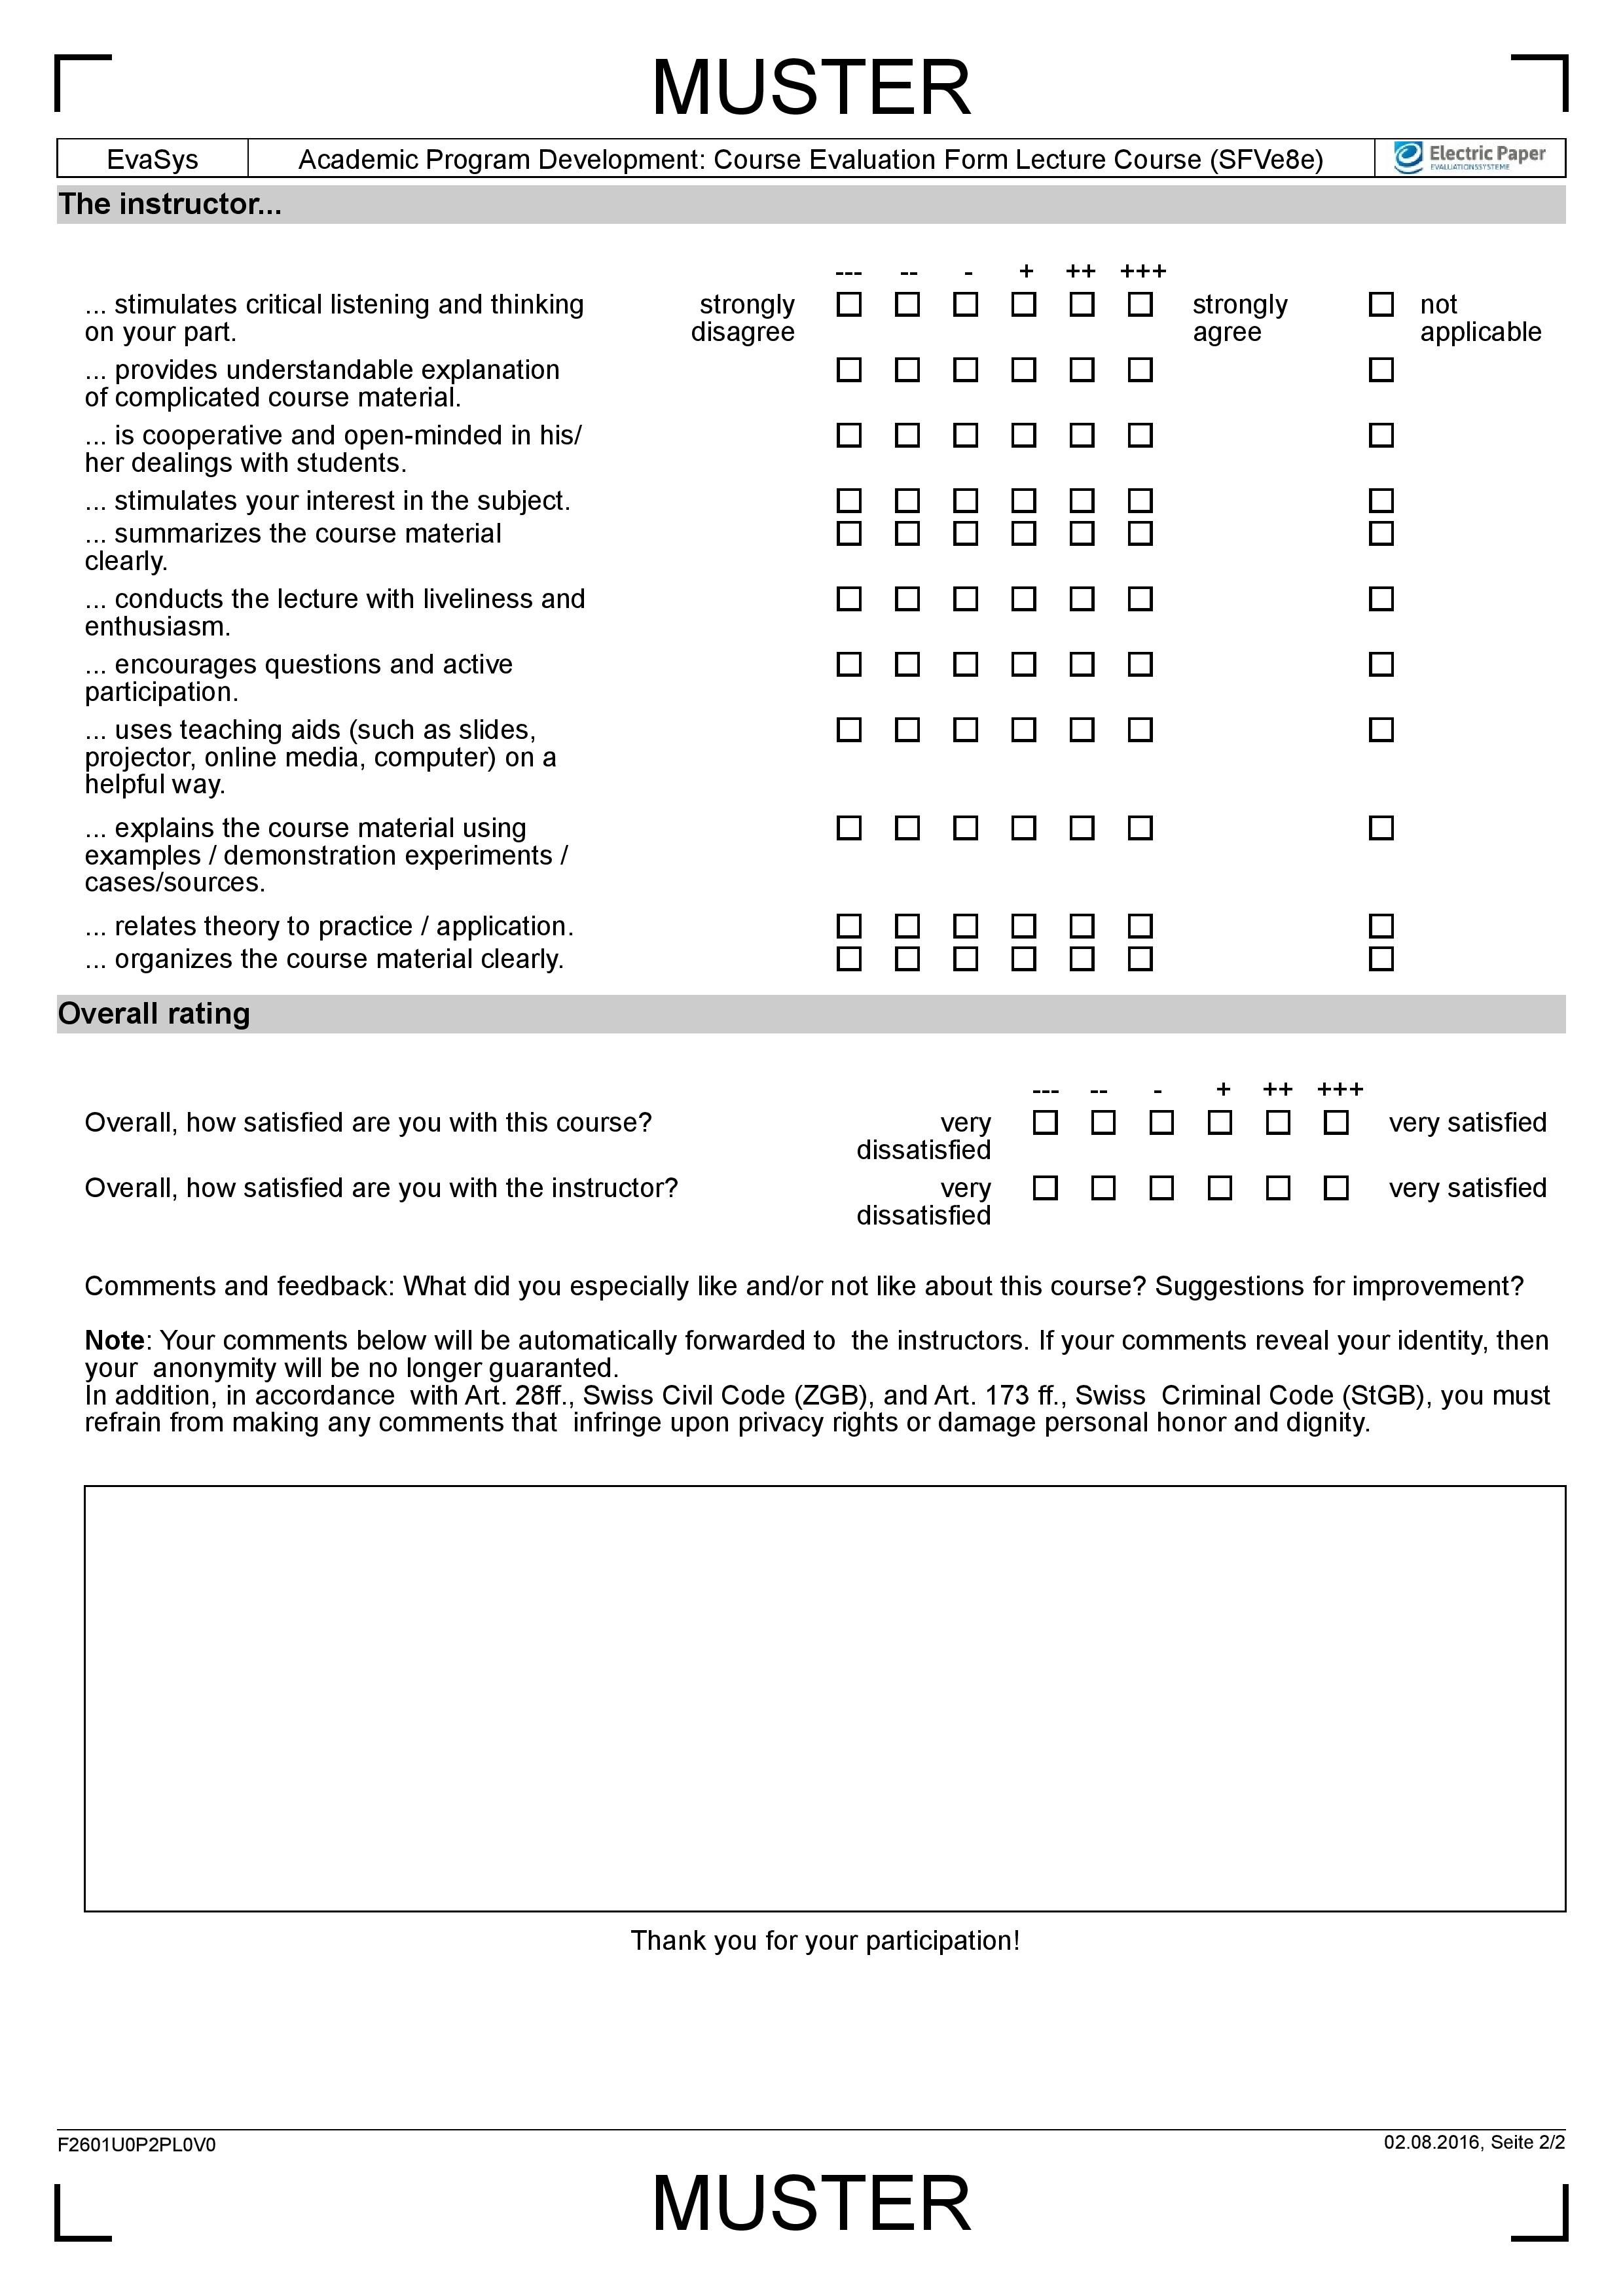 MUSTER
EvaSys
Academic Program Development: Course Evaluation Form Lecture Course (SFVe8e)
Electric Paper
EVALUATIONSSYSTEME
The instructor...
--- -- - + ++ +++
... stimulates critical listening and thinking
on your part.
strongly
disagree
strongly
agree
not
applicable
... provides understandable explanation
of complicated course material.
... is cooperative and open-minded in his/
her dealings with students.
... stimulates your interest in the subject.
... summarizes the course material
clearly.
... conducts the lecture with liveliness and
enthusiasm.
... encourages questions and active
participation.
... uses teaching aids (such as slides,
projector, online media, computer) on a
helpful way.
... explains the course material using
examples / demonstration experiments /
cases/sources.
... relates theory to practice / application.
... organizes the course material clearly.
Overall rating
--- -- - + ++ +++
Overall, how satisfied are you with this course?
very
dissatisfied
very satisfied
Overall, how satisfied are you with the instructor?
very
dissatisfied
very satisfied
Comments and feedback: What did you especially like and/or not like about this course? Suggestions for improvement?
Note: Your comments below will be automatically forwarded to  the instructors. If your comments reveal your identity, then
your  anonymity will be no longer guaranted.
In addition, in accordance  with Art. 28ff., Swiss Civil Code (ZGB), and Art. 173 ff., Swiss  Criminal Code (StGB), you must
refrain from making any comments that  infringe upon privacy rights or damage personal honor and dignity.
Thank you for your participation!
F2601U0P2PL0V0
02.08.2016, Seite 2/2
MUSTER